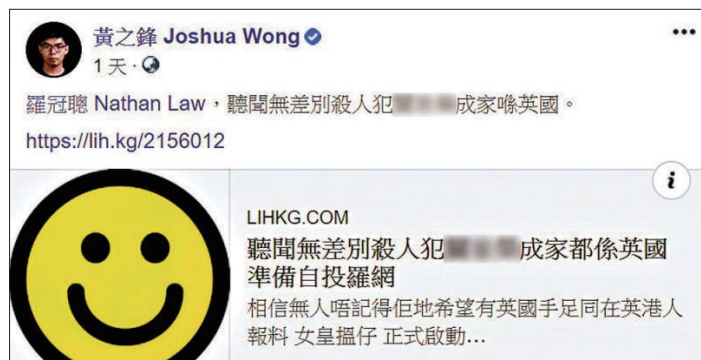 黃之鋒 Joshua Wong
1 天 ·
羅冠聰 Nathan Law，聽聞無差別殺人犯 成家喺英國。
https://lih.kg/2156012
i
LIHKG.COM
聽聞無差別殺人犯 成家都係英國
準備自投羅網
相信無人唔記得佢地希望有英國手足同在英港人
報料 女皇搵仔 正式啟動...